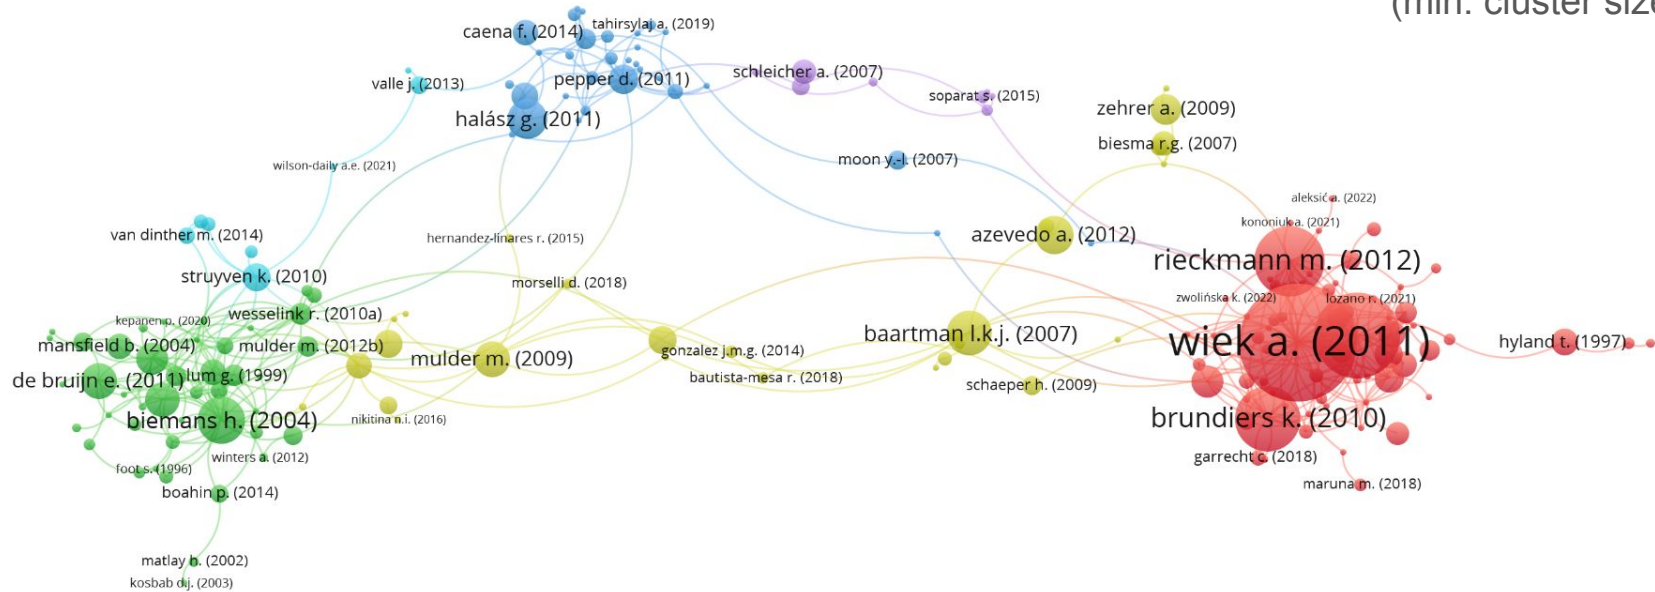 (min. cluster size
caena f. (2014)
tahirsylaj a. (2019)
valle j. (2013)
pepper d. (2011)
schleicher a. (2007)
halász g. (2011)
soparat s. (2015)
zehrer a. (2009)
biesma r.g. (2007)
wilson-daily a.e. (2021)
moon y.-l. (2007)
aleksić a. (2022)
kononiuk a. (2021)
van dinther m. (2014)
hernandez-linares r. (2015)
azevedo a. (2012)
rieckmann m. (2012)
struyven k. (2010)
morselli d. (2018)
zwolińska k. (2022)
lozano r. (2021)
wesselink r. (2010a)
kepanen p. (2020)
mansfield b. (2004)
mulder m. (2012b)
mulder m. (2009)
gonzalez j.m.g. (2014)
baartman l.k.j. (2007)
wiek a. (2011)
hyland t. (1997)
de bruijn e. (2011)
lum g. (1999)
bautista-mesa r. (2018)
schaeper h. (2009)
biemans h. (2004)
nikitina n.i. (2016)
brundiers k. (2010)
winters a. (2012)
garrecht c. (2018)
foot s. (1996)
boahin p. (2014)
maruna m. (2018)
matlay h. (2002)
kosbab d.j. (2003)